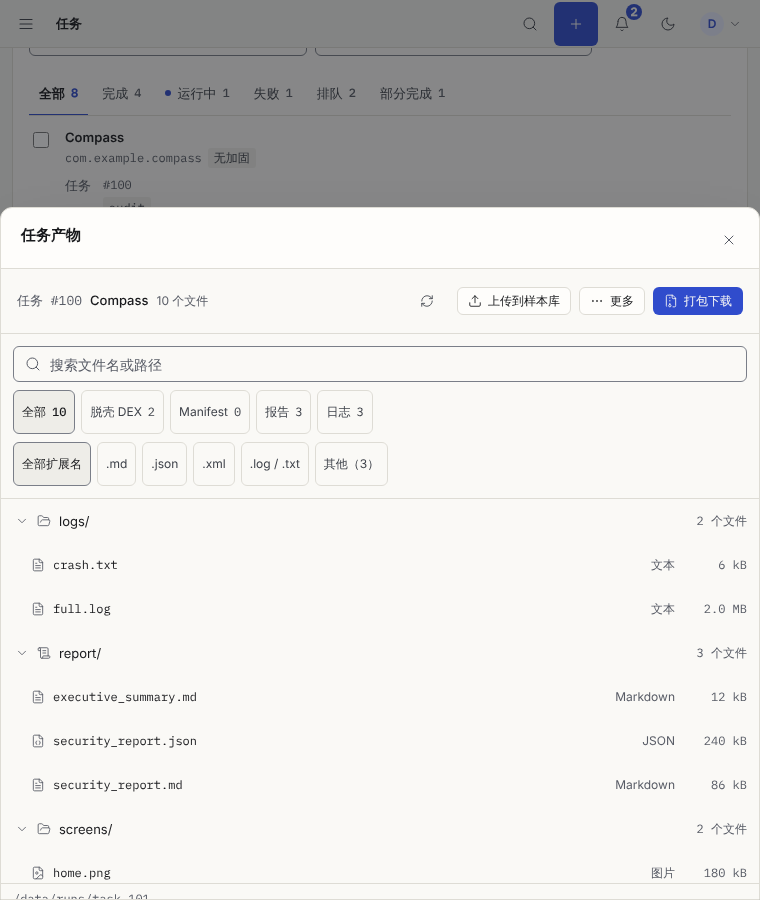 任务
2
D
全部 8 完成 4 运行中 1 失败 1 排队 2 部分完成 1
Compass
com.example.compass 无加固
任务 #100
audit
任务产物
任务 #100 Compass 10 个文件 上传到样本库 更多 打包下载
搜索文件名或路径
全部 10 脱壳 DEX 2 Manifest 0 报告 3 日志 3
全部扩展名 .md .json .xml .log / .txt 其他（3）
logs/ 2 个文件
crash.txt 文本 6 kB
full.log 文本 2.0 MB
report/ 3 个文件
executive_summary.md Markdown 12 kB
security_report.json JSON 240 kB
security_report.md Markdown 86 kB
screens/ 2 个文件
home.png 图片 180 kB
/data/runs/task-101